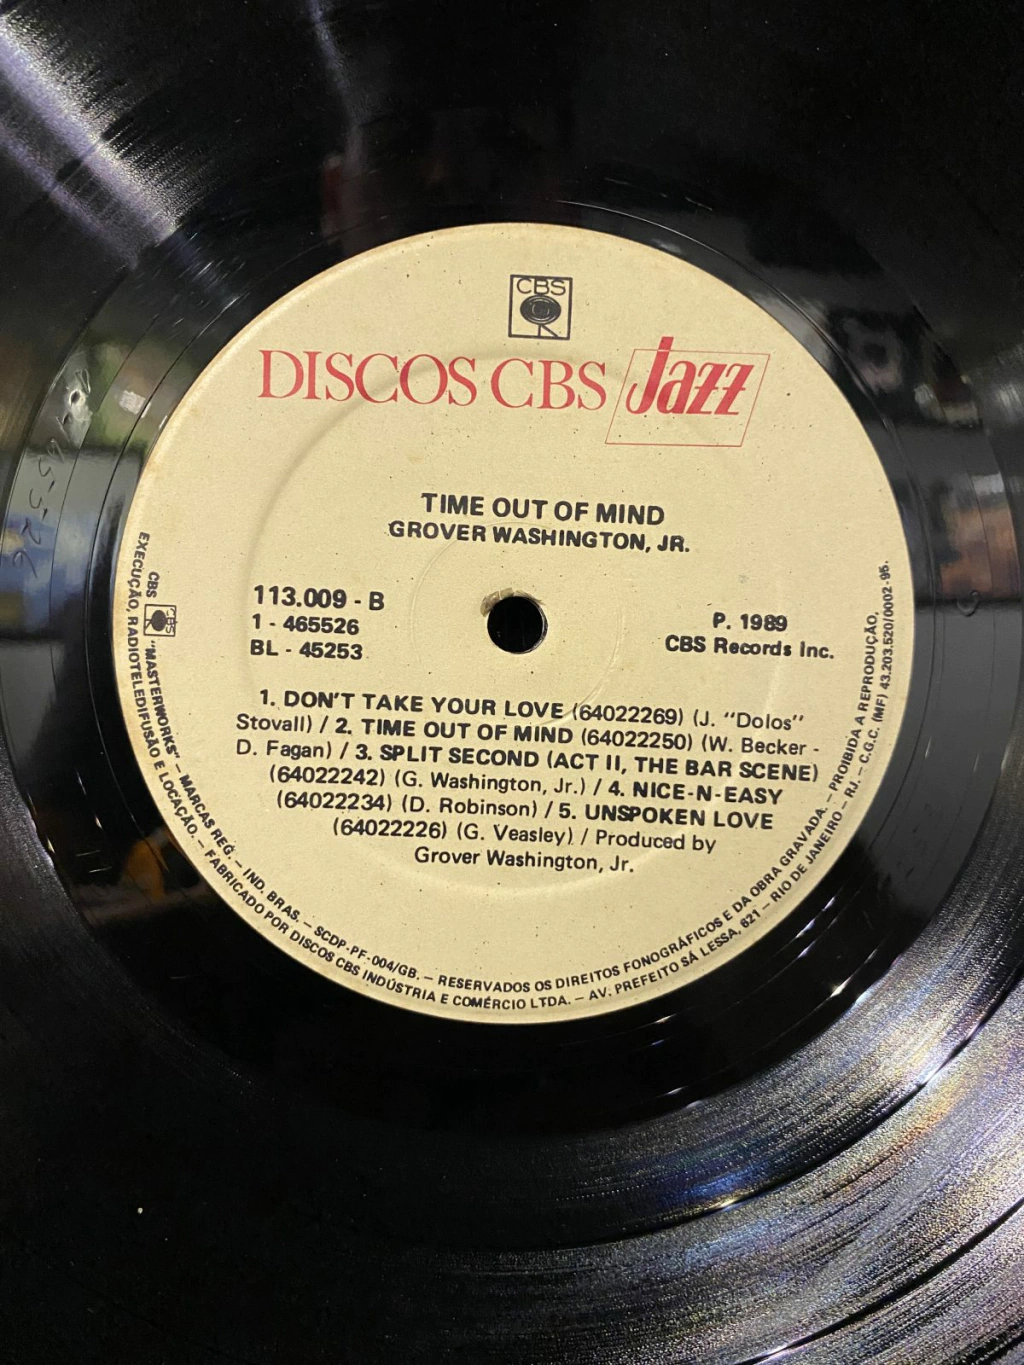 CBS
DISCOS CBS Jazz
TIME OUT OF MIND
GROVER WASHINGTON, JR.
113.009 - B
1 - 465526
BL - 45253
P. 1989
CBS Records Inc.
1. DON'T TAKE YOUR LOVE (64022269) (J. "Dolos"
Stovall) / 2. TIME OUT OF MIND (64022250) (W. Becker -
D. Fagan) / 3. SPLIT SECOND (ACT II, THE BAR SCENE)
(64022242) (G. Washington, Jr.) / 4. NICE-N-EASY
(64022234) (D. Robinson) / 5. UNSPOKEN LOVE
(64022226) (G. Veasley) / Produced by
Grover Washington, Jr.
CBS CBS "MASTERWORKS" - MARCAS REG. - IND. BRAS. - SCDP-PF-004/GB. - RESERVADOS OS DIREITOS FONOGRÁFICOS E DA OBRA GRAVADA. - PROIBIDA A REPRODUÇÃO,
EXECUÇÃO, RADIOTELEDIFUSÃO E LOCAÇÃO. - FABRICADO POR DISCOS CBS INDÚSTRIA E COMÉRCIO LTDA. - AV. PREFEITO SÁ LESSA, 621 - RIO DE JANEIRO - RJ. - C.G.C. (MF) 43.203.520/0002-95.